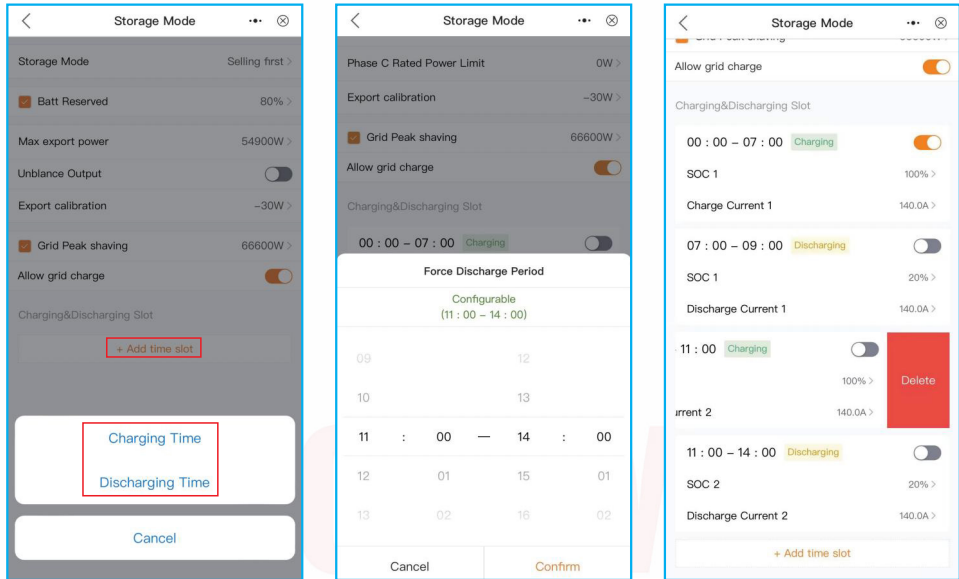 Storage Mode
Storage Mode Selling first >
Batt Reserved 80% >
Max export power 54900W >
Unblance Output
Export calibration -30W >
Grid Peak shaving 66600W >
Allow grid charge
Charging&Discharging Slot
+ Add time slot
Charging Time
Discharging Time
Cancel
Storage Mode
Phase C Rated Power Limit 0W >
Export calibration -30W >
Grid Peak shaving 66600W >
Allow grid charge
Charging&Discharging Slot
00 : 00 – 07 : 00 Charging
Force Discharge Period
Configurable
(11 : 00 – 14 : 00)
09 12
10 13
11 : 00 — 14 : 00
12 01 15 01
13 02 16 02
Cancel Confirm
Storage Mode
Allow grid charge
Charging&Discharging Slot
00 : 00 – 07 : 00 Charging
SOC 1 100% >
Charge Current 1 140.0A >
07 : 00 – 09 : 00 Discharging
SOC 1 20% >
Discharge Current 1 140.0A >
11 : 00 Charging
100% > Delete
urrent 2 140.0A >
11 : 00 – 14 : 00 Discharging
SOC 2 20% >
Discharge Current 2 140.0A >
+ Add time slot